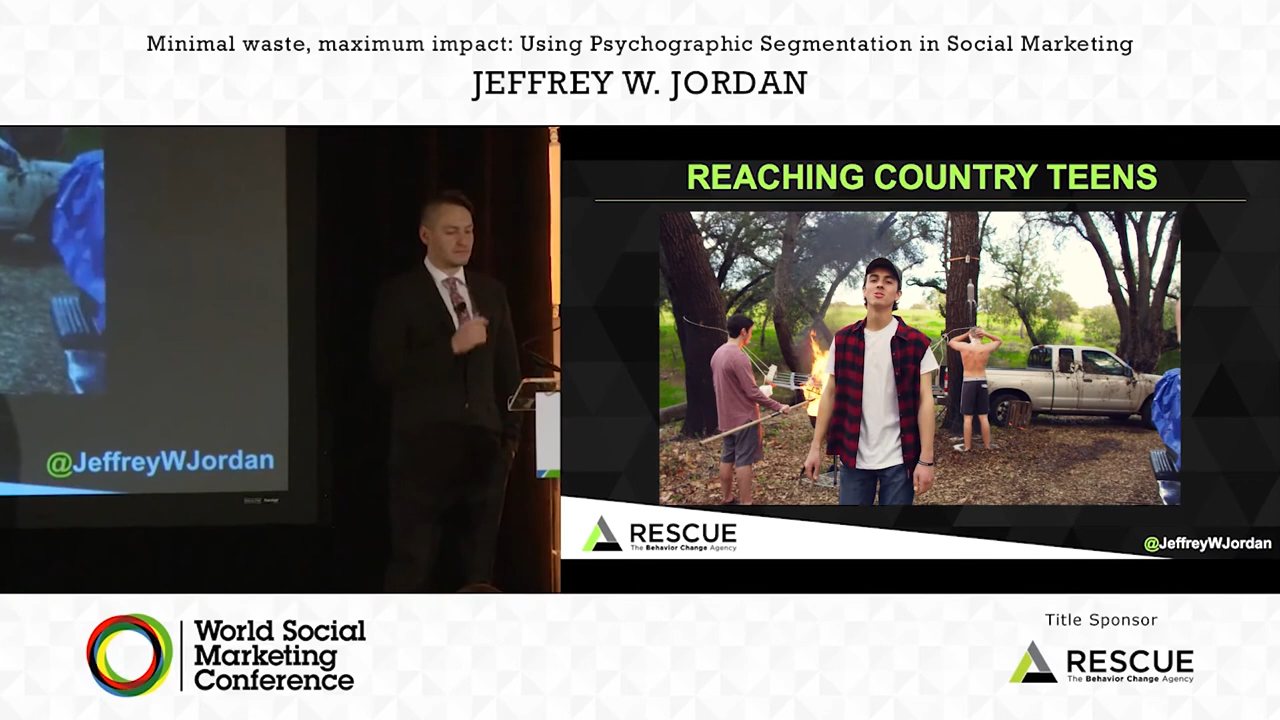 Minimal waste, maximum impact: Using Psychographic Segmentation in Social Marketing
JEFFREY W. JORDAN
@JeffreyWJordan
REACHING COUNTRY TEENS
RESCUE
The Behavior Change Agency
@JeffreyWJordan
World Social
Marketing
Conference
Title Sponsor
RESCUE
The Behavior Change Agency